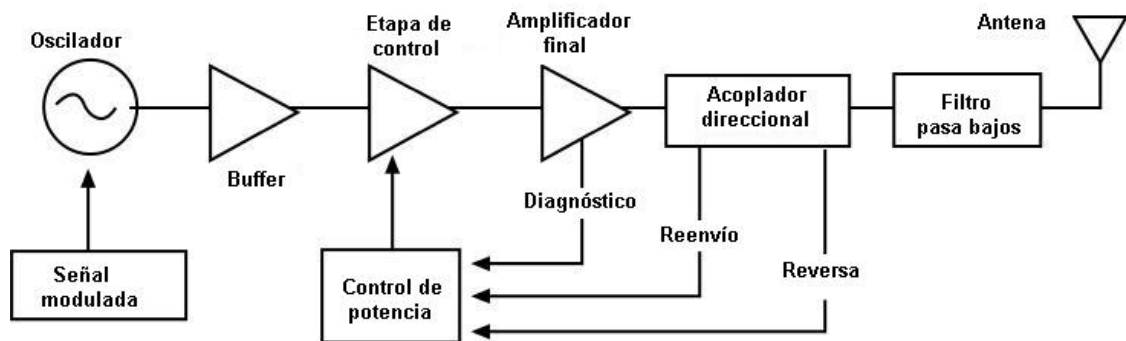 Oscilador
Etapa de
control
Amplificador
final
Antena
Acoplador
direccional
Filtro
pasa bajos
Buffer
Diagnóstico
Reenvío
Reversa
Señal
modulada
Control de
potencia